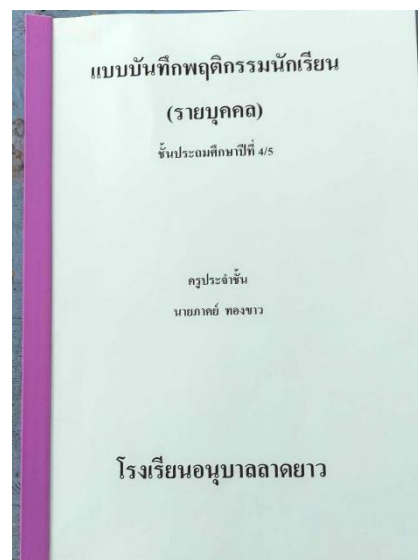 แบบบันทึกพฤติกรรมนักเรียน
(รายบุคคล)
ชั้นประถมศึกษาปีที่ 4/5
ครูประจำชั้น
นายภาคย์ ทองขาว
โรงเรียนอนุบาลลาดยาว